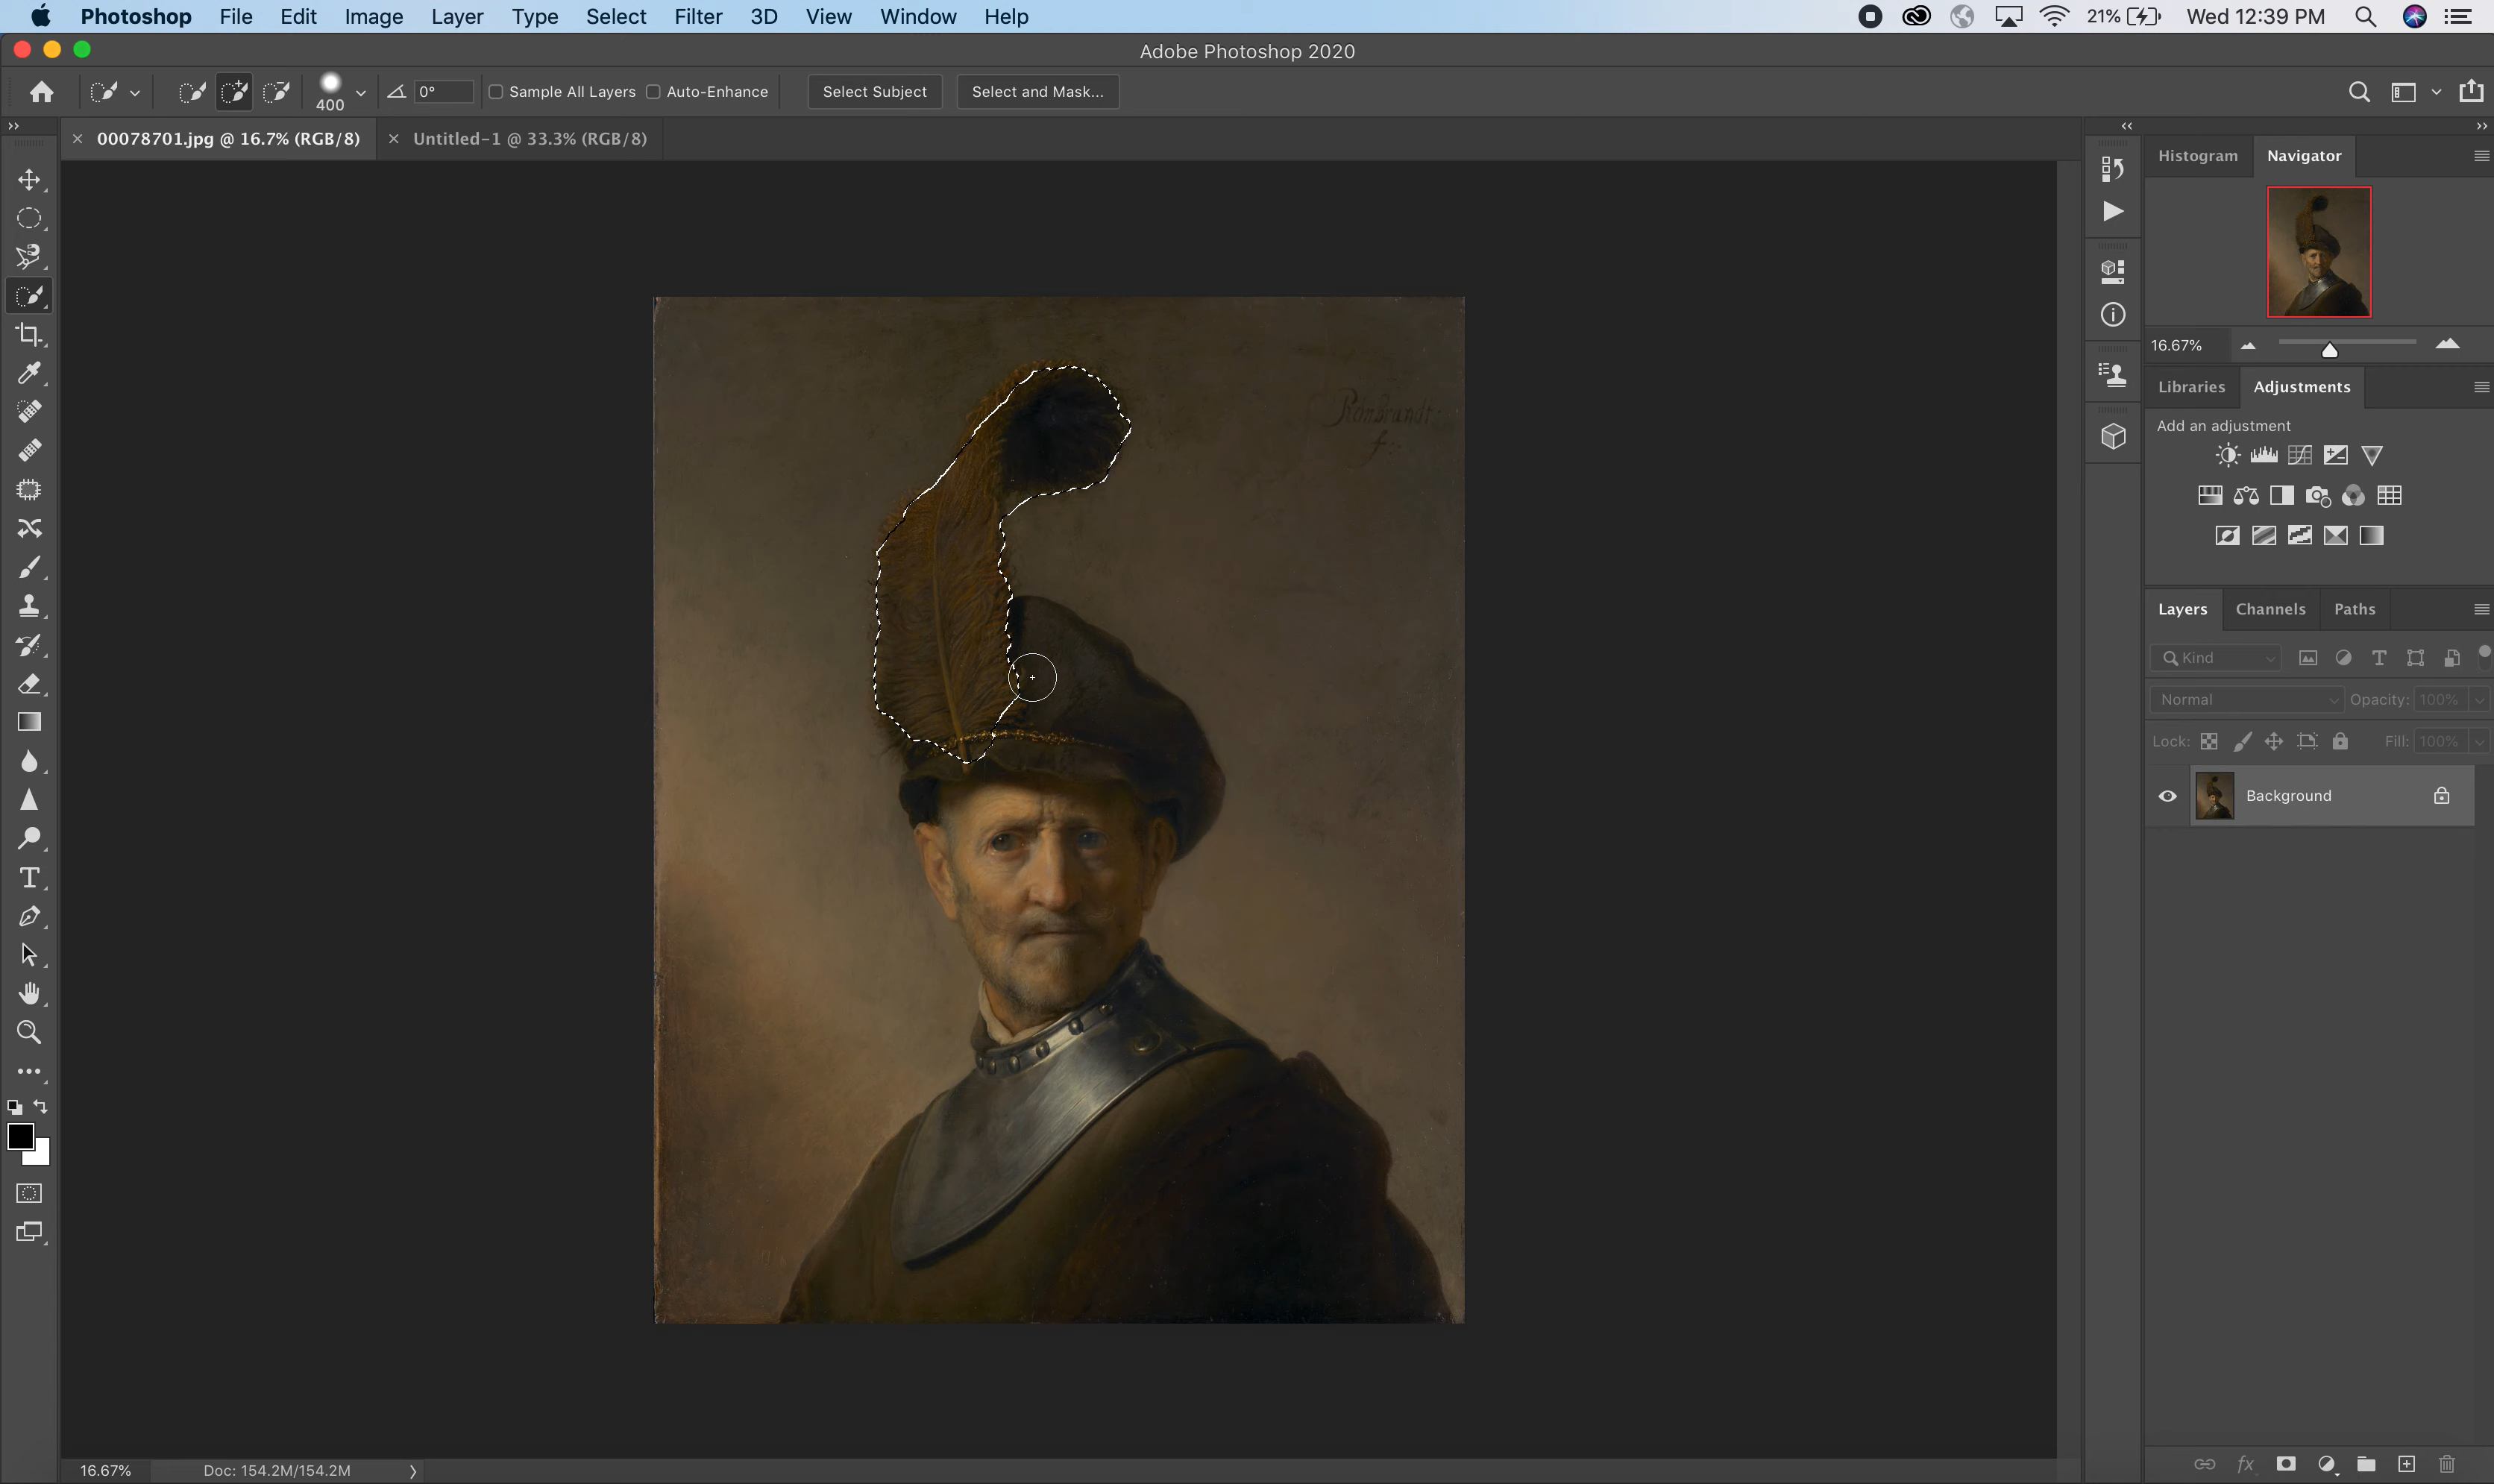 Photoshop File Edit Image Layer Type Select Filter 3D View Window Help 21% Wed 12:39 PM
Adobe Photoshop 2020
400 0° Sample All Layers Auto-Enhance Select Subject Select and Mask...
× 00078701.jpg @ 16.7% (RGB/8) × Untitled-1 @ 33.3% (RGB/8)
Histogram Navigator
16.67%
Libraries Adjustments
Add an adjustment
Rembrandt
f:
Layers Channels Paths
Kind
Normal Opacity: 100%
Lock: Fill: 100%
Background
16.67% Doc: 154.2M/154.2M